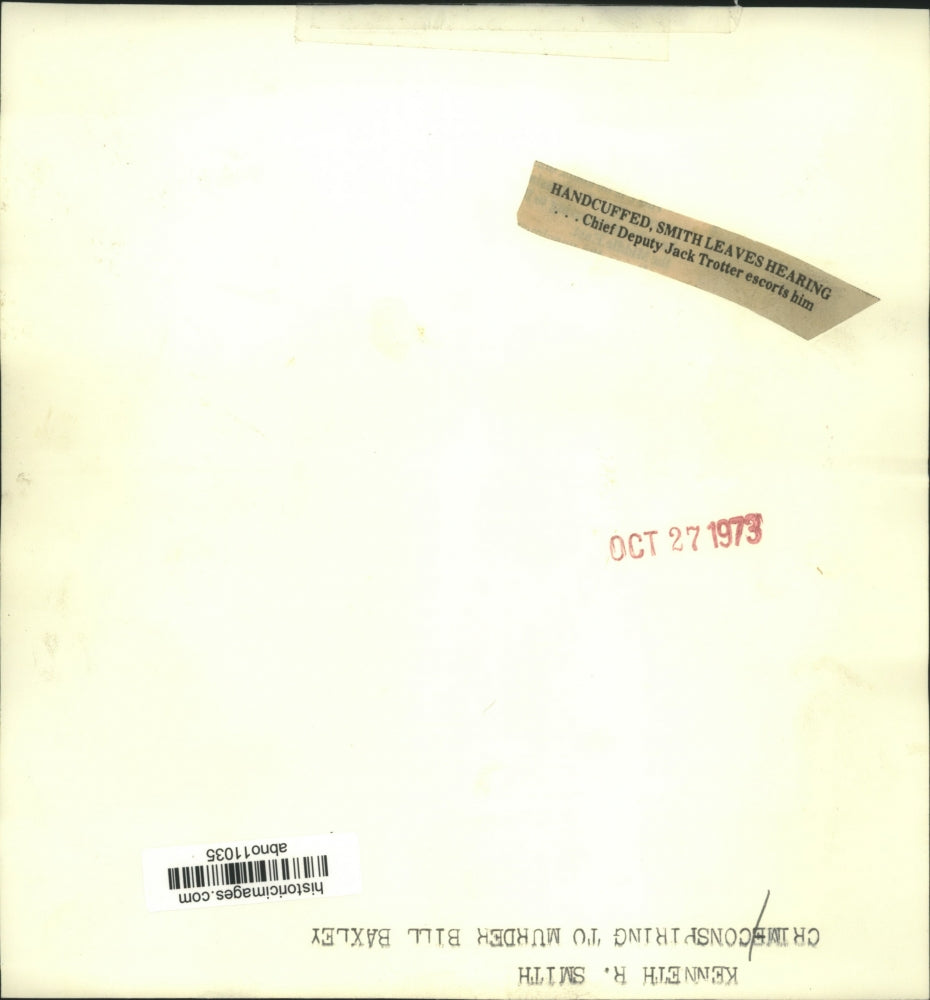 HANDCUFFED, SMITH LEAVES HEARING
. . . Chief Deputy Jack Trotter escorts him
OCT 27 1973
historicimages.com
abno11035
KENNETH R. SMITH
CRIME/CONSPIRING TO MURDER BILL BAXLEY